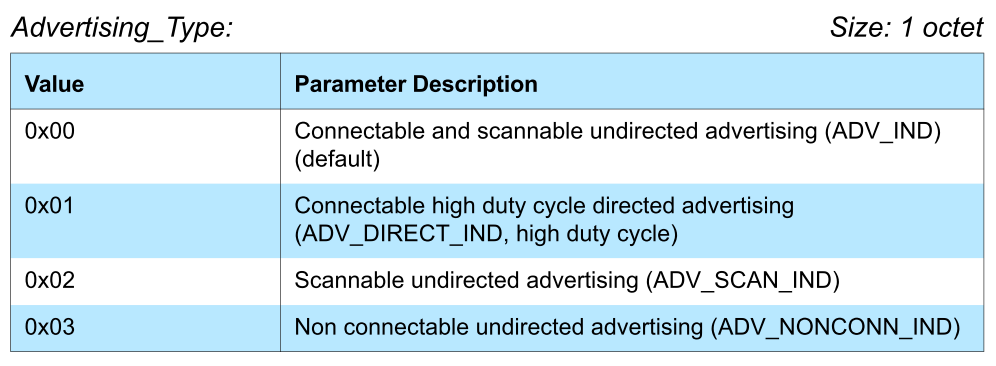 Advertising_Type: Size: 1 octet
Value Parameter Description
0x00 Connectable and scannable undirected advertising (ADV_IND)
(default)
0x01 Connectable high duty cycle directed advertising
(ADV_DIRECT_IND, high duty cycle)
0x02 Scannable undirected advertising (ADV_SCAN_IND)
0x03 Non connectable undirected advertising (ADV_NONCONN_IND)